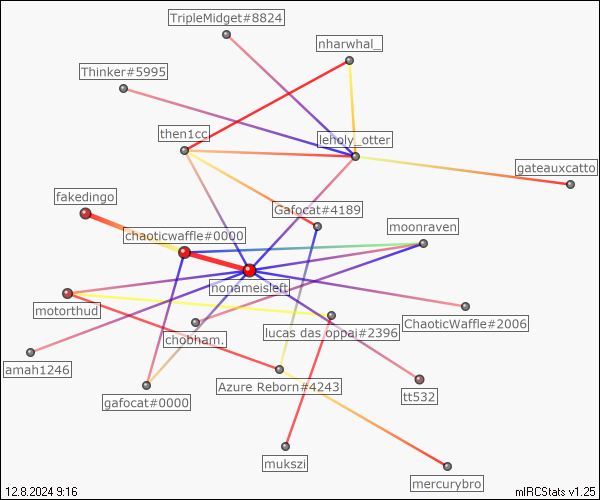 TripleMidget#8824
nharwhal_
Thinker#5995
then1cc
leholy_otter
gateauxcatto
fakedingo
Gafocat#4189
moonraven
chaoticwaffle#0000
nonameisleft
motorthud
ChaoticWaffle#2006
chobham.
lucas das oppai#2396
amah1246
gafocat#0000
Azure Reborn#4243
tt532
mukszi
mercurybro
12.8.2024 9:16
mIRCStats v1.25